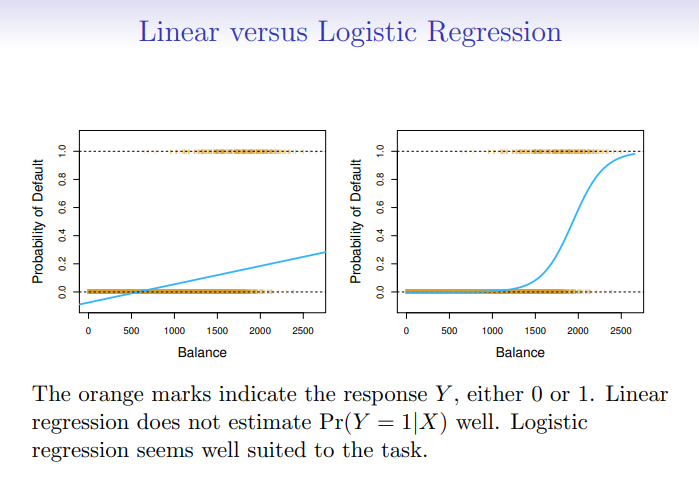 Linear versus Logistic Regression
Probability of Default
0.0 0.2 0.4 0.6 0.8 1.0
0 500 1000 1500 2000 2500
Balance
Probability of Default
0.0 0.2 0.4 0.6 0.8 1.0
0 500 1000 1500 2000 2500
Balance
The orange marks indicate the response Y, either 0 or 1. Linear
regression does not estimate Pr(Y = 1|X) well. Logistic
regression seems well suited to the task.